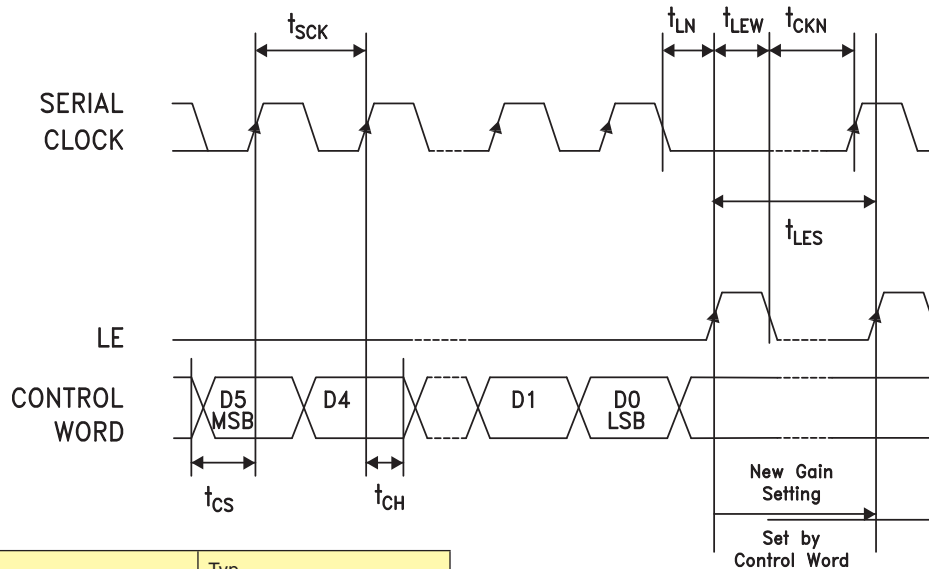 tSCK
tLN tLEW tCKN
SERIAL
CLOCK
tLES
LE
CONTROL
WORD
D5
MSB
D4
D1
D0
LSB
tCS
tCH
New Gain
Setting
Set by
Control Word
Typ